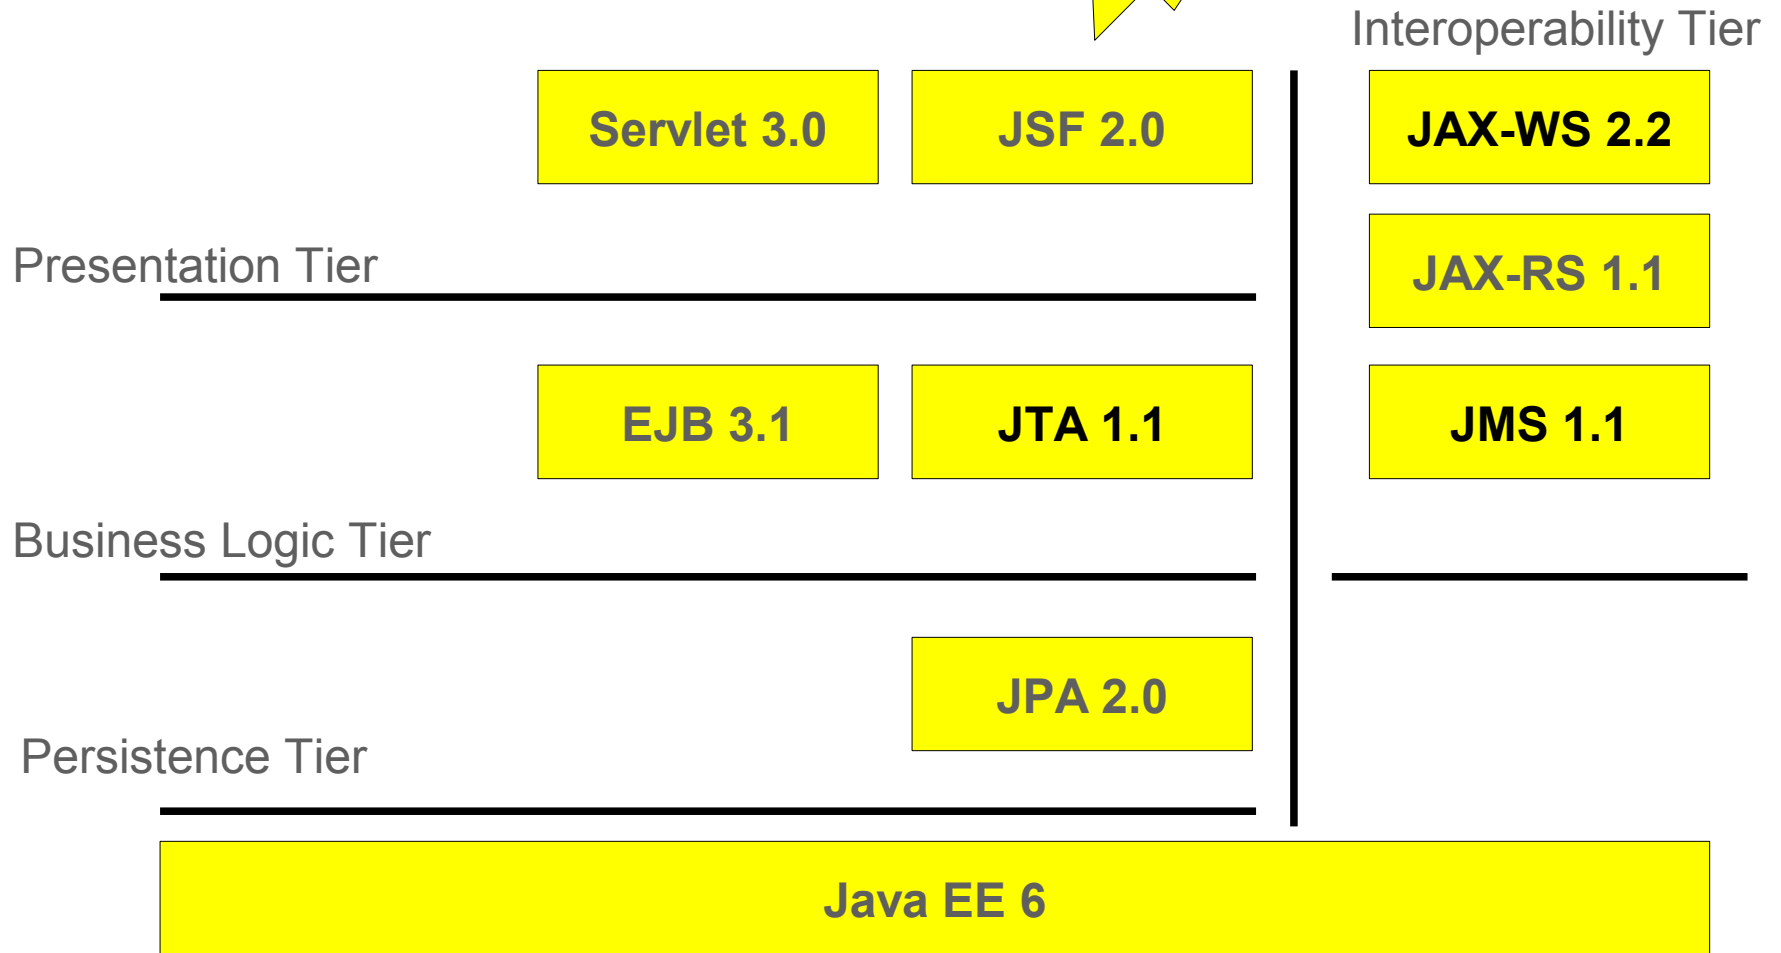 Interoperability Tier
Servlet 3.0
JSF 2.0
JAX-WS 2.2
Presentation Tier
JAX-RS 1.1
EJB 3.1
JTA 1.1
JMS 1.1
Business Logic Tier
JPA 2.0
Persistence Tier
Java EE 6